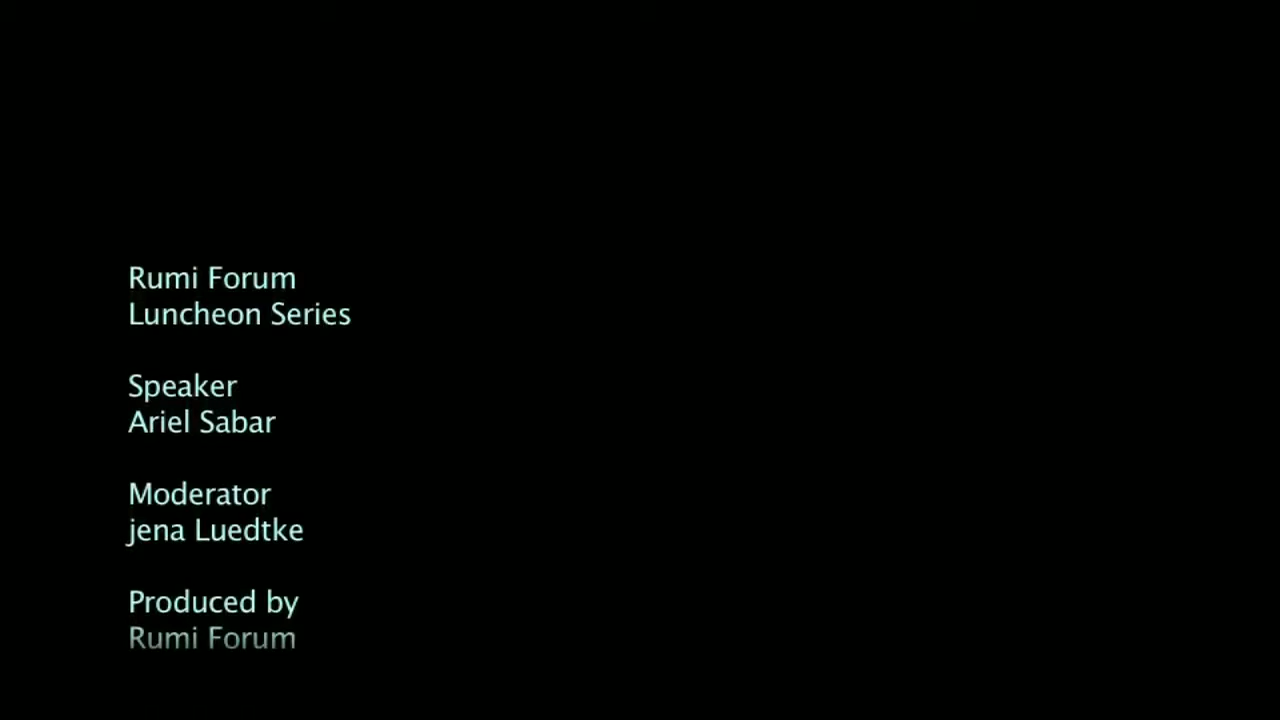 Rumi Forum
Luncheon Series
Speaker
Ariel Sabar
Moderator
jena Luedtke
Produced by
Rumi Forum